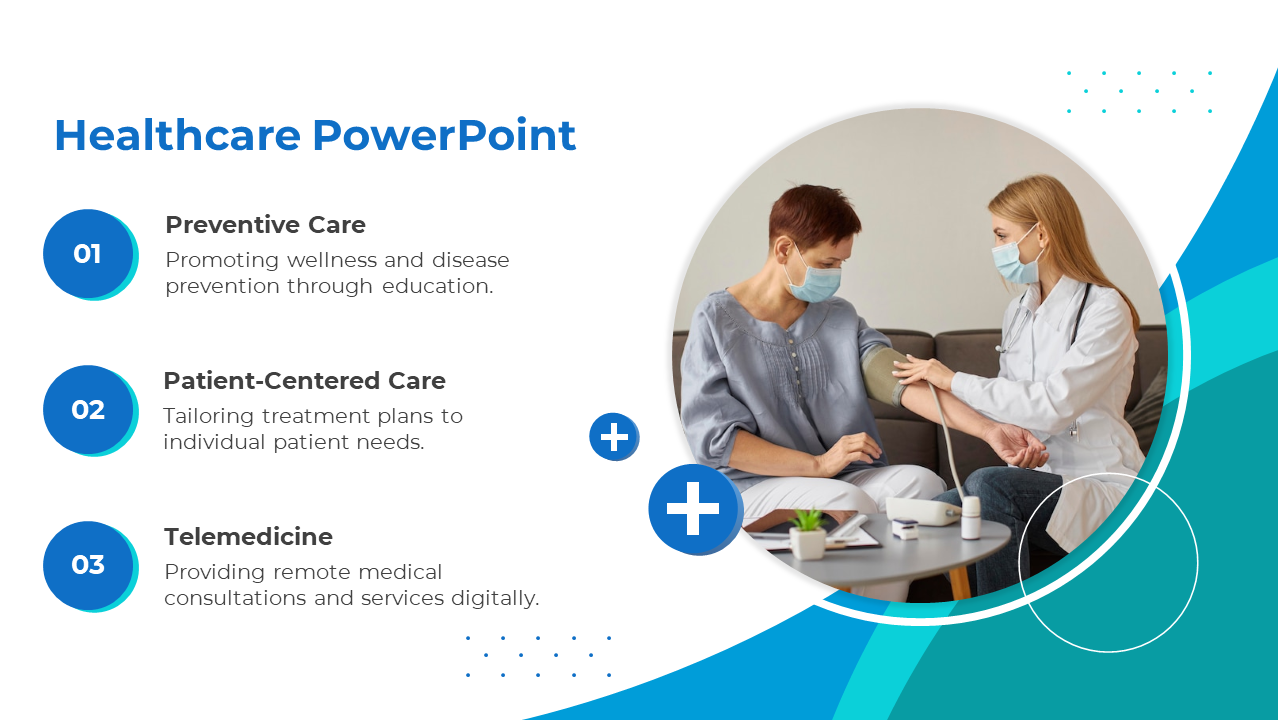 Healthcare PowerPoint
01
Preventive Care
Promoting wellness and disease
prevention through education.
02
Patient-Centered Care
Tailoring treatment plans to
individual patient needs.
03
Telemedicine
Providing remote medical
consultations and services digitally.